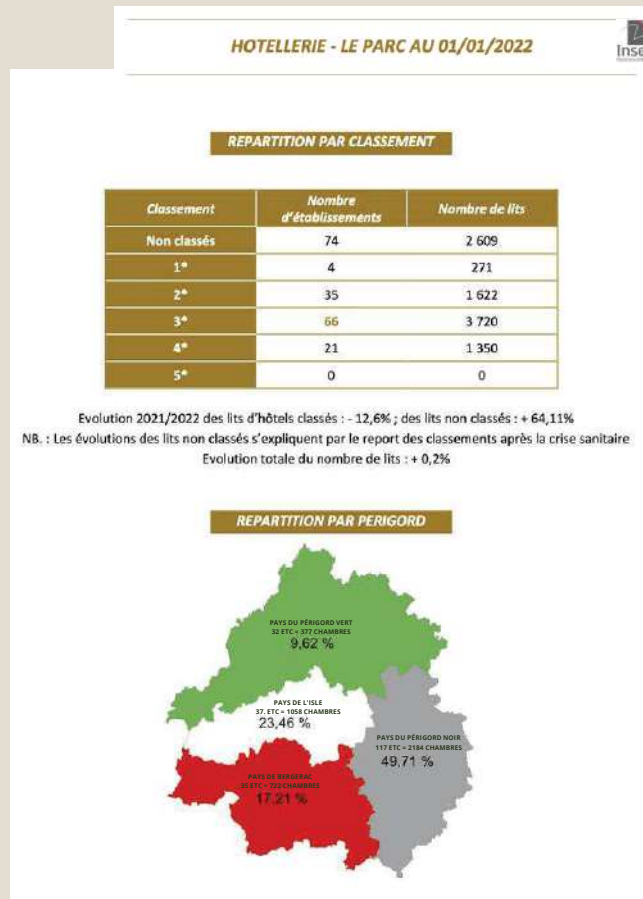 HOTELLERIE - LE PARC AU 01/01/2022
Inse
REPARTITION PAR CLASSEMENT
Classement Nombre d'établissements Nombre de lits
Non classés 74 2 609
1* 4 271
2* 35 1 622
3* 66 3 720
4* 21 1 350
5* 0 0
Evolution 2021/2022 des lits d'hôtels classés : - 12,6% ; des lits non classés : + 64,11%
NB. : Les évolutions des lits non classés s'expliquent par le report des classements après la crise sanitaire
Evolution totale du nombre de lits : + 0,2%
REPARTITION PAR PERIGORD
PAYS DU PÉRIGORD VERT
32 ETC = 377 CHAMBRES
9,62 %
PAYS DE L'ISLE
37. ETC = 1058 CHAMBRES
23,46 %
PAYS DU PÉRIGORD NOIR
117 ETC = 2184 CHAMBRES
49,71 %
PAYS DE BERGERAC
35 ETC = 722 CHAMBRES
17,21 %